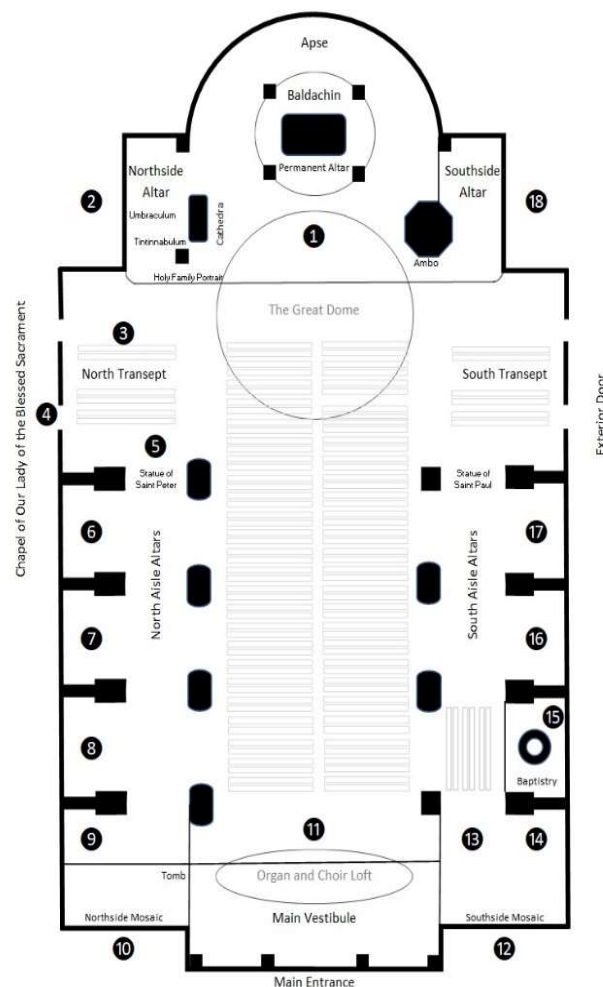 Apse
Baldachin
Permanent Altar
Northside
Altar
Southside
Altar
2
18
Umbraculum
Cathedra
1
Tintinnabulum
Ambo
Holy Family Portrait
The Great Dome
3
North Transept
South Transept
4
Chapel of Our Lady of the Blessed Sacrament
Exterior Door
5
Statue of
Saint Peter
Statue of
Saint Paul
6
17
North Aisle Altars
South Aisle Altars
7
16
15
8
Baptistry
9
11
13
14
Tomb
Organ and Choir Loft
Northside Mosaic
Main Vestibule
Southside Mosaic
10
12
Main Entrance